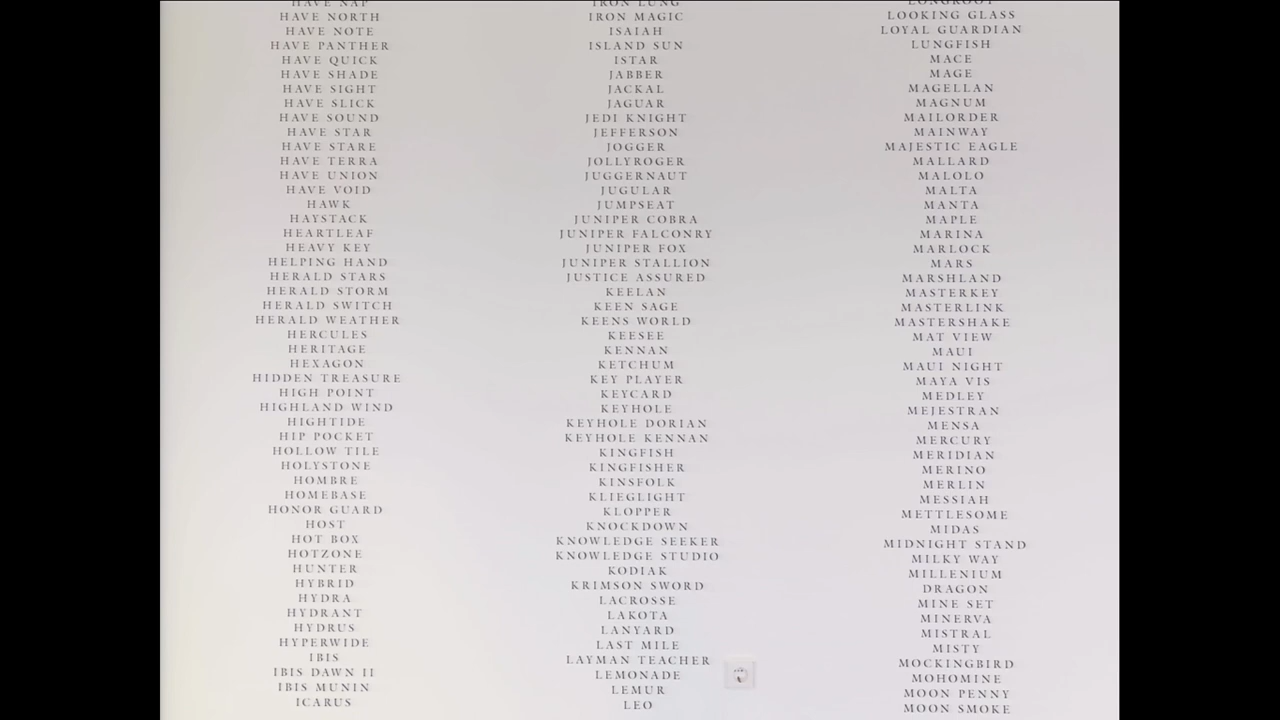 HAVE NAP
HAVE NORTH
HAVE NOTE
HAVE PANTHER
HAVE QUICK
HAVE SHADE
HAVE SIGHT
HAVE SLICK
HAVE SOUND
HAVE STAR
HAVE STARE
HAVE TERRA
HAVE UNION
HAVE VOID
HAWK
HAYSTACK
HEARTLEAF
HEAVY KEY
HELPING HAND
HERALD STARS
HERALD STORM
HERALD SWITCH
HERALD WEATHER
HERCULES
HERITAGE
HEXAGON
HIDDEN TREASURE
HIGH POINT
HIGHLAND WIND
HIGHTIDE
HIP POCKET
HOLLOW TILE
HOLYSTONE
HOMBRE
HOMEBASE
HONOR GUARD
HOST
HOT BOX
HOTZONE
HUNTER
HYBRID
HYDRA
HYDRANT
HYDRUS
HYPERWIDE
IBIS
IBIS DAWN II
IBIS MUNIN
ICARUS
IRON LUNG
IRON MAGIC
ISAIAH
ISLAND SUN
ISTAR
JABBER
JACKAL
JAGUAR
JEDI KNIGHT
JEFFERSON
JOGGER
JOLLYROGER
JUGGERNAUT
JUGULAR
JUMPSEAT
JUNIPER COBRA
JUNIPER FALCONRY
JUNIPER FOX
JUNIPER STALLION
JUSTICE ASSURED
KEELAN
KEEN SAGE
KEENS WORLD
KEESEE
KENNAN
KETCHUM
KEY PLAYER
KEYCARD
KEYHOLE
KEYHOLE DORIAN
KEYHOLE KENNAN
KINGFISH
KINGFISHER
KINSFOLK
KLIEGLIGHT
KLOPPER
KNOCKDOWN
KNOWLEDGE SEEKER
KNOWLEDGE STUDIO
KODIAK
KRIMSON SWORD
LACROSSE
LAKOTA
LANYARD
LAST MILE
LAYMAN TEACHER
LEMONADE
LEMUR
LEO
LONGROOT
LOOKING GLASS
LOYAL GUARDIAN
LUNGFISH
MACE
MAGE
MAGELLAN
MAGNUM
MAILORDER
MAINWAY
MAJESTIC EAGLE
MALLARD
MALOLO
MALTA
MANTA
MAPLE
MARINA
MARLOCK
MARS
MARSHLAND
MASTERKEY
MASTERLINK
MASTERSHAKE
MAT VIEW
MAUI
MAUI NIGHT
MAYA VIS
MEDLEY
MEJESTRAN
MENSA
MERCURY
MERIDIAN
MERINO
MERLIN
MESSIAH
METTLESOME
MIDAS
MIDNIGHT STAND
MILKY WAY
MILLENIUM
DRAGON
MINE SET
MINERVA
MISTRAL
MISTY
MOCKINGBIRD
MOHOMINE
MOON PENNY
MOON SMOKE